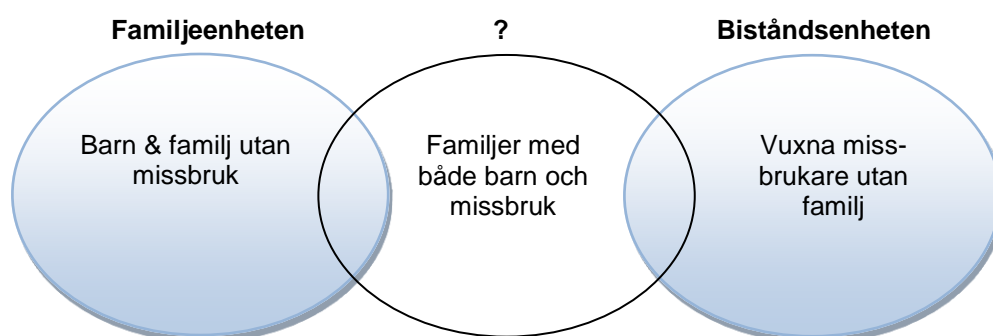 Familjeenheten
?
Biståndsenheten
Barn & familj utan
missbruk
Familjer med
både barn och
missbruk
Vuxna miss-
brukare utan
familj